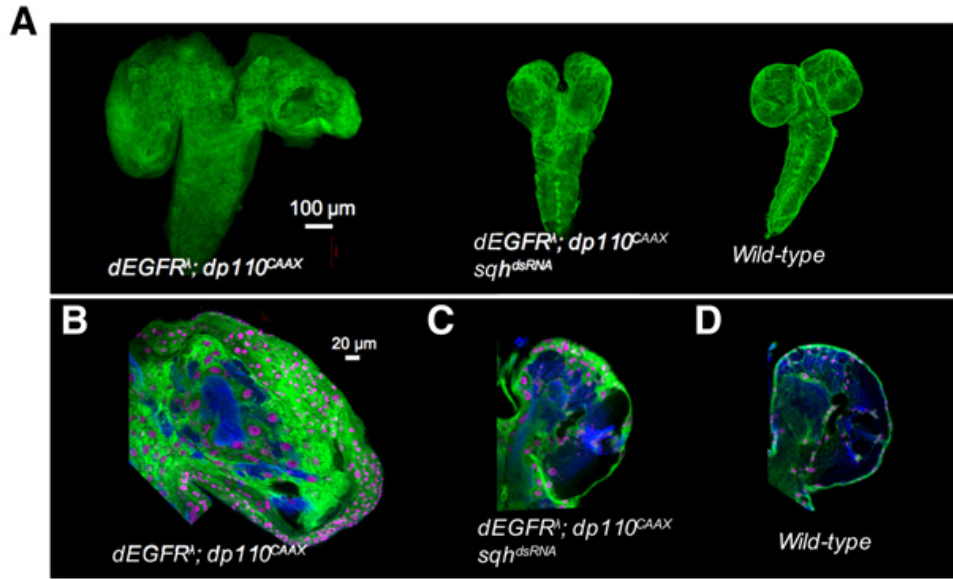 A
100 µm
dEGFRλ; dp110CAAX
dEGFRλ; dp110CAAX
sqhdsRNA
Wild-type
B
20 µm
dEGFRλ; dp110CAAX
C
dEGFRλ; dp110CAAX
sqhdsRNA
D
Wild-type